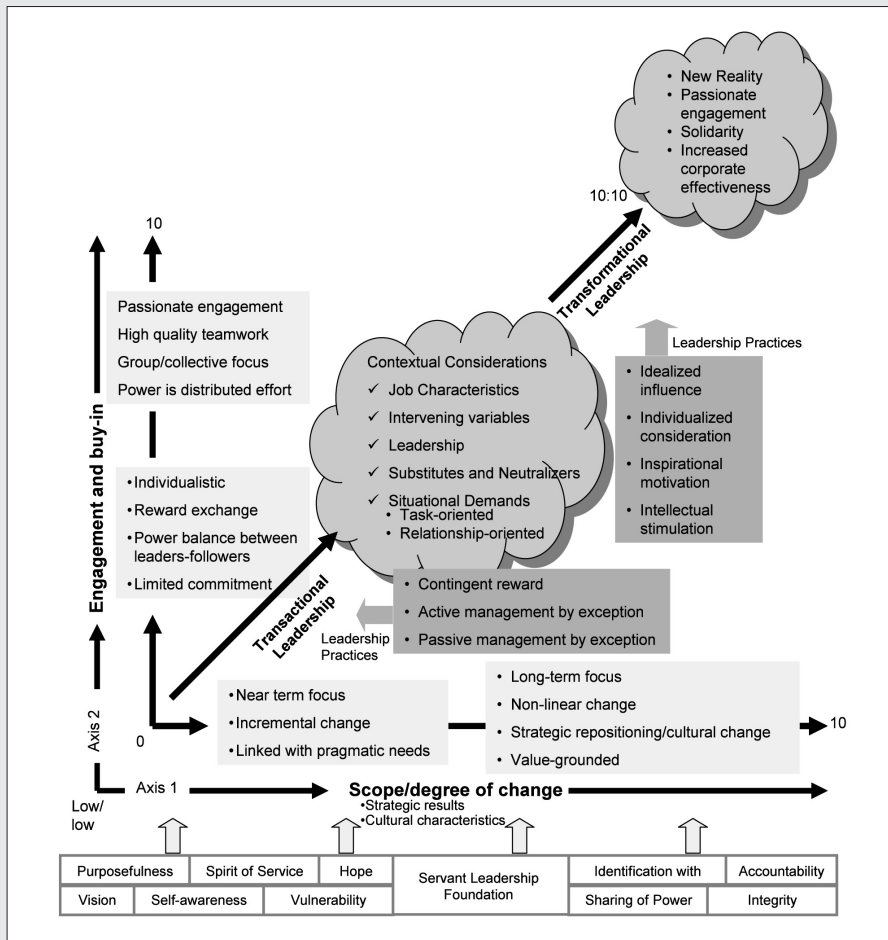 • New Reality
• Passionate
engagement
• Solidarity
• Increased
corporate
effectiveness
10:10
Transformational
Leadership
10
Passionate engagement
High quality teamwork
Group/collective focus
Power is distributed effort
Engagement and buy-in
•Individualistic
•Reward exchange
•Power balance between
leaders-followers
•Limited commitment
Contextual Considerations
✓ Job Characteristics
✓ Intervening variables
✓ Leadership
✓ Substitutes and Neutralizers
✓ Situational Demands
• Task-oriented
• Relationship-oriented
Leadership Practices
• Idealized
influence
• Individualized
consideration
• Inspirational
motivation
• Intellectual
stimulation
Transactional
Leadership
Leadership
Practices
• Contingent reward
• Active management by exception
• Passive management by exception
Axis 2
0
•Near term focus
•Incremental change
•Linked with pragmatic needs
• Long-term focus
• Non-linear change
• Strategic repositioning/cultural change
• Value-grounded
10
Low/
low
Axis 1
Scope/degree of change
•Strategic results
•Cultural characteristics
Purposefulness
Spirit of Service
Hope
Vision
Self-awareness
Vulnerability
Servant Leadership
Foundation
Identification with
Accountability
Sharing of Power
Integrity